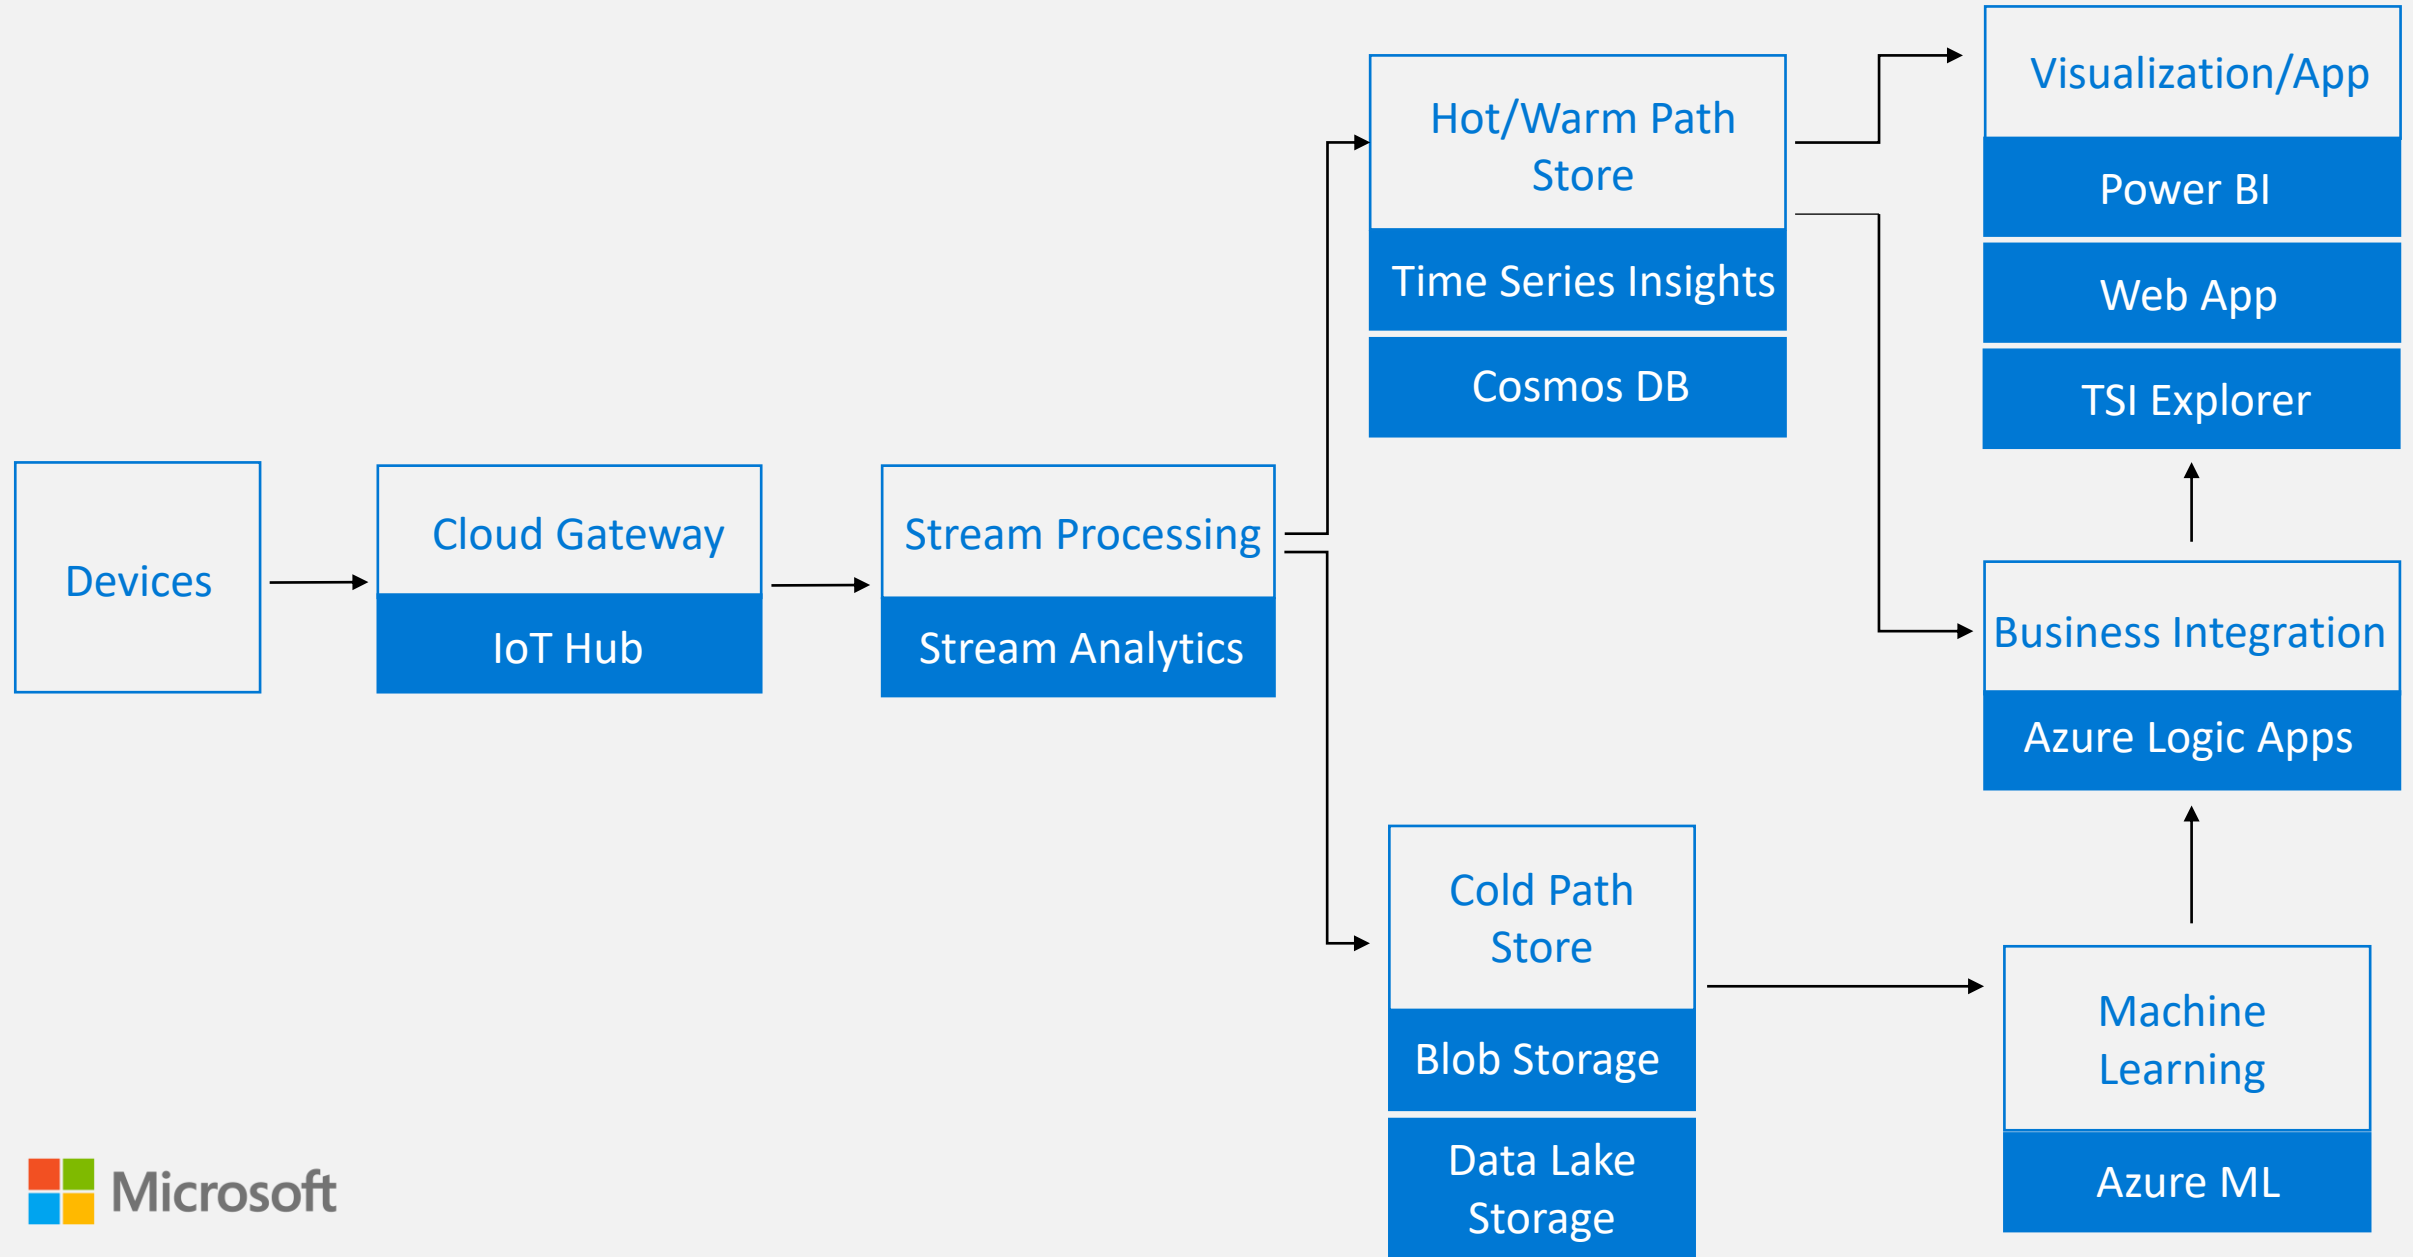 Devices
Cloud Gateway
IoT Hub
Stream Processing
Stream Analytics
Hot/Warm Path
Store
Time Series Insights
Cosmos DB
Cold Path
Store
Blob Storage
Data Lake
Storage
Visualization/App
Power BI
Web App
TSI Explorer
Business Integration
Azure Logic Apps
Machine
Learning
Azure ML
Microsoft